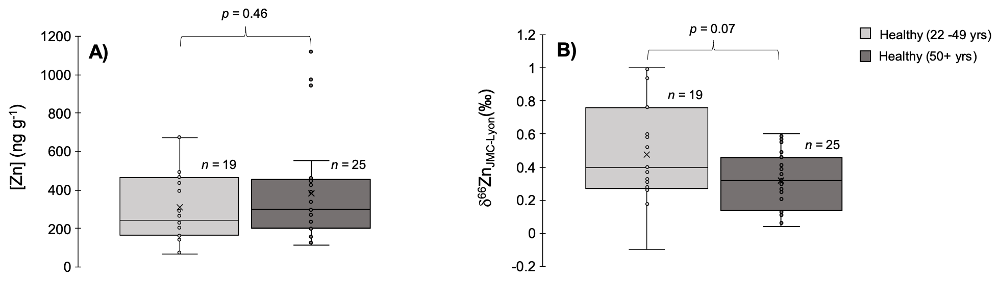 p = 0.46
A)
1200
1000
800
600
400
200
0
[Zn] (ng g⁻¹)
n = 19
n = 25
p = 0.07
B)
1.2
1
0.8
0.6
0.4
0.2
0
-0.2
δ⁶⁶Zn_JMC-Lyon(‰)
n = 19
n = 25
Healthy (22 -49 yrs)
Healthy (50+ yrs)